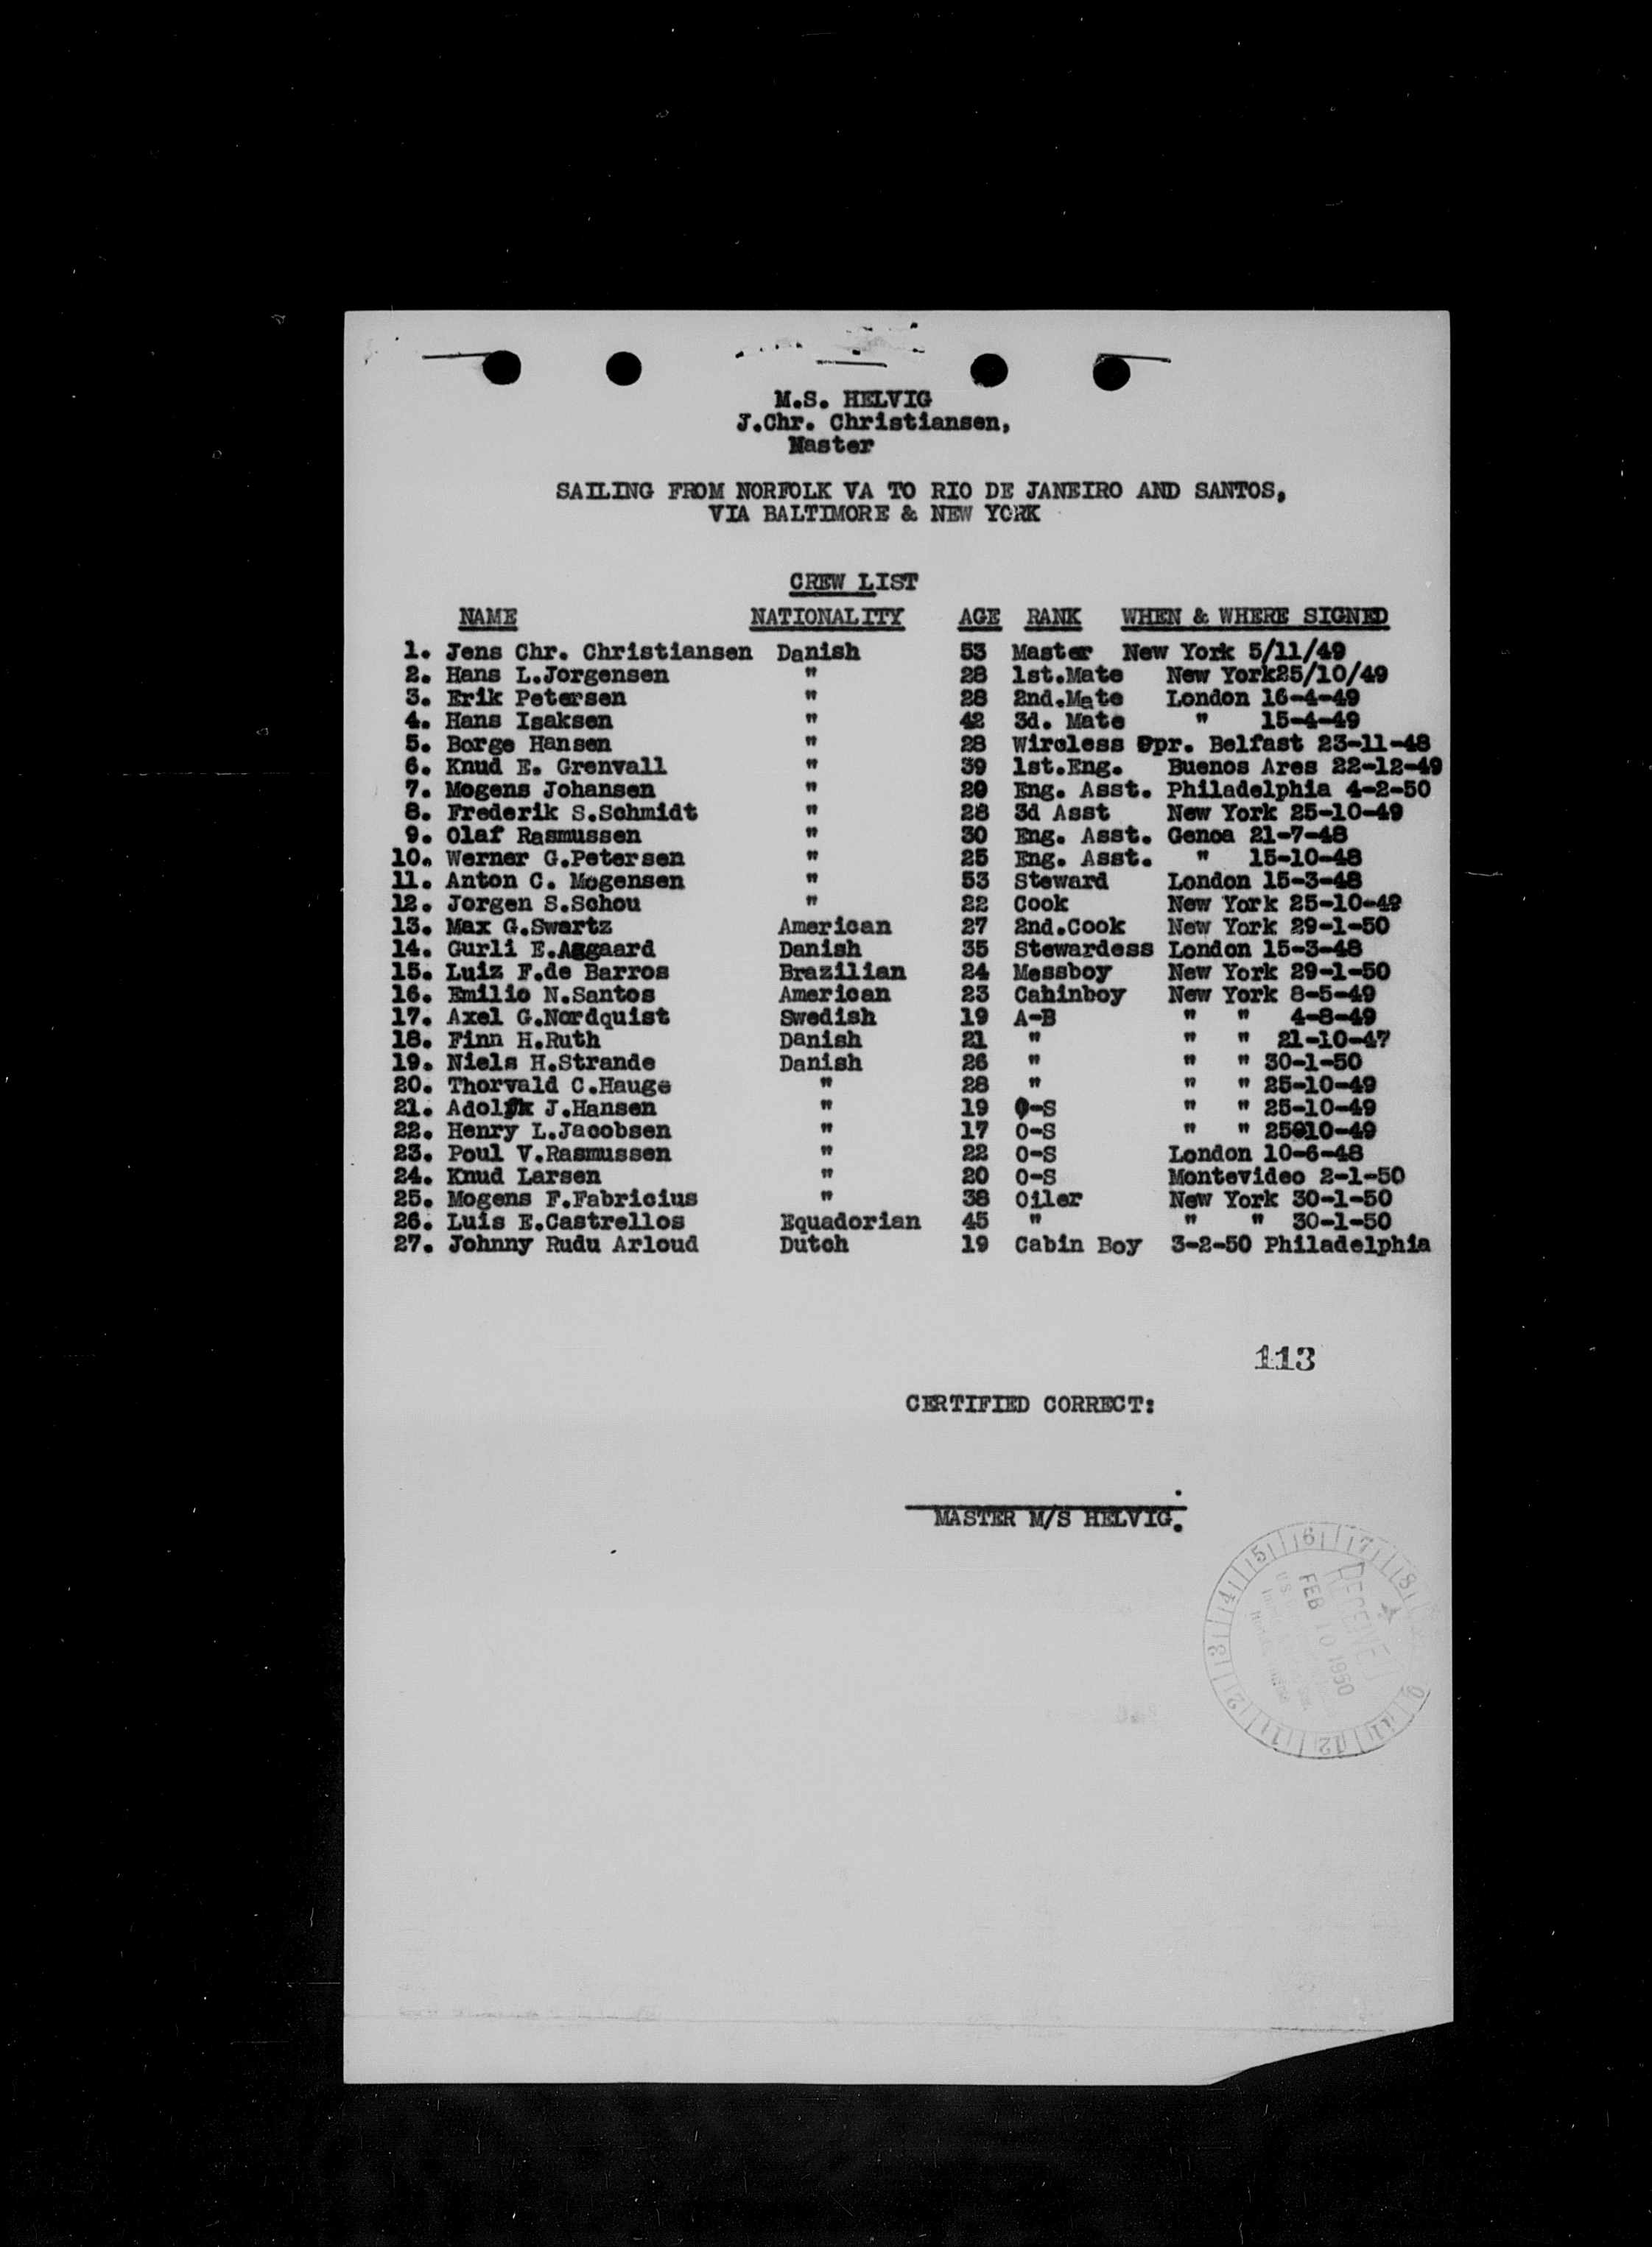 M.S. HELVIG
J.Chr. Christiansen,
Master
SAILING FROM NORFOLK VA TO RIO DE JANEIRO AND SANTOS,
VIA BALTIMORE & NEW YORK
CREW LIST
NAME NATIONALITY AGE RANK WHEN & WHERE SIGNED
1. Jens Chr. Christiansen Danish 53 Master New York 5/11/49
2. Hans L.Jorgensen " 28 1st.Mate New York25/10/49
3. Erik Petersen " 28 2nd.Mate London 16-4-49
4. Hans Isaksen " 42 3d. Mate " 15-4-49
5. Borge Hansen " 28 Wireless Opr. Belfast 23-11-48
6. Knud E. Grenvall " 39 1st.Eng. Buenos Ares 22-12-49
7. Mogens Johansen " 20 Eng. Asst. Philadelphia 4-2-50
8. Frederik S.Schmidt " 28 3d Asst New York 25-10-49
9. Olaf Rasmussen " 30 Eng. Asst. Genoa 21-7-48
10. Werner G.Petersen " 25 Eng. Asst. " 15-10-48
11. Anton C. Mogensen " 53 Steward London 15-3-48
12. Jorgen S.Schou " 22 Cook New York 25-10-49
13. Max G.Swartz American 27 2nd.Cook New York 29-1-50
14. Gurli E.Aggaard Danish 35 Stewardess London 15-3-48
15. Luiz F.de Barros Brazilian 24 Messboy New York 29-1-50
16. Emilio N.Santos American 23 Cahinboy New York 8-5-49
17. Axel G.Nordquist Swedish 19 A-B " " 4-8-49
18. Finn H.Ruth Danish 21 " " " 21-10-47
19. Niels H.Strande Danish 26 " " " 30-1-50
20. Thorvald C.Hauge " 28 " " " 25-10-49
21. J.Hansen " 19 O-S " " 25-10-49
22. Henry L.Jacobsen " 17 O-S " " 25010-49
23. Poul V.Rasmussen " 22 O-S London 10-6-48
24. Knud Larsen " 20 O-S Montevideo 2-1-50
25. Mogens F.Fabricius " 38 Oiler New York 30-1-50
26. Luis E.Castrellos Equadorian 45 " " " 30-1-50
27. Johnny Rudu Arloud Dutch 19 Cabin Boy 3-2-50 Philadelphia
113
CERTIFIED CORRECT:
MASTER M/S HELVIG.
RECEIVED
FEB 10 1950
U.S.